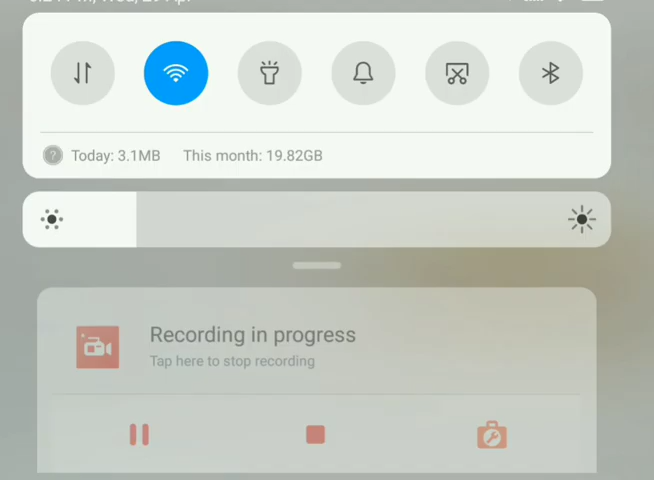 Today: 3.1MB This month: 19.82GB
Recording in progress
Tap here to stop recording